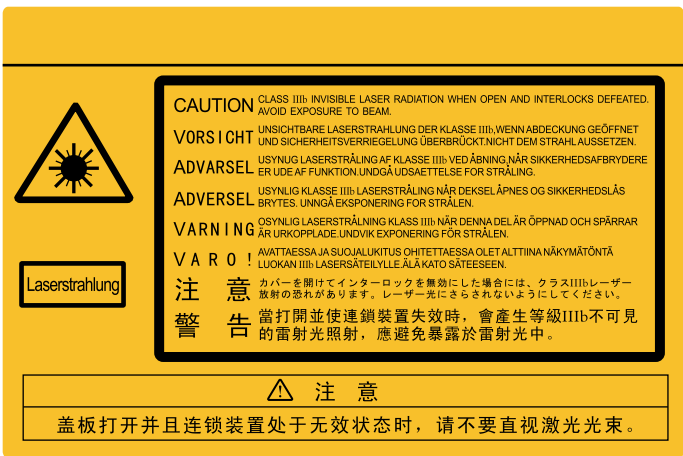 CAUTION CLASS IIIb INVISIBLE LASER RADIATION WHEN OPEN AND INTERLOCKS DEFEATED.
AVOID EXPOSURE TO BEAM.
VORSICHT UNSICHTBARE LASERSTRAHLUNG DER KLASSE IIIb,WENN ABDECKUNG GEÖFFNET
UND SICHERHEITSVERRIEGELUNG ÜBERBRÜCKT.NICHT DEM STRAHL AUSSETZEN.
ADVARSEL USYNUG LASERSTRÅLING AF KLASSE IIIb VED ÅBNING,NÅR SIKKERHEDSAFBRYDERE
ER UDE AF FUNKTION.UNDGÅ UDSAETTELSE FOR STRÅLING.
ADVERSEL USYNLIG KLASSE IIIb LASERSTRÅLING NÅR DEKSEL ÅPNES OG SIKKERHEDSLÅS
BRYTES. UNNGÅ EKSPONERING FOR STRÅLEN.
VARNING OSYNLIG LASERSTRÅLNING KLASS IIIb NÄR DENNA DEL ÄR ÖPPNAD OCH SPÄRRAR
ÄR URKOPPLADE.UNDVIK EXPONERING FÖR STRÅLEN.
VARO! AVATTAESSA JA SUOJALUKITUS OHITETTAESSA OLET ALTTIINA NÄKYMÄTÖNTÄ
LUOKAN IIIb LASERSÄTEILYLLE.ÄLÄ KATO SÄTEESEEN.
注 意 カバーを開けてインターロックを無効にした場合には、クラスIIIbレーザー
放射の恐れがあります。レーザー光にさらされないようにしてください。
警 告 當打開並使連鎖裝置失效時，會產生等級IIIb不可見
的雷射光照射，應避免暴露於雷射光中。
Laserstrahlung
注 意
盖板打开并且连锁装置处于无效状态时，请不要直视激光光束。